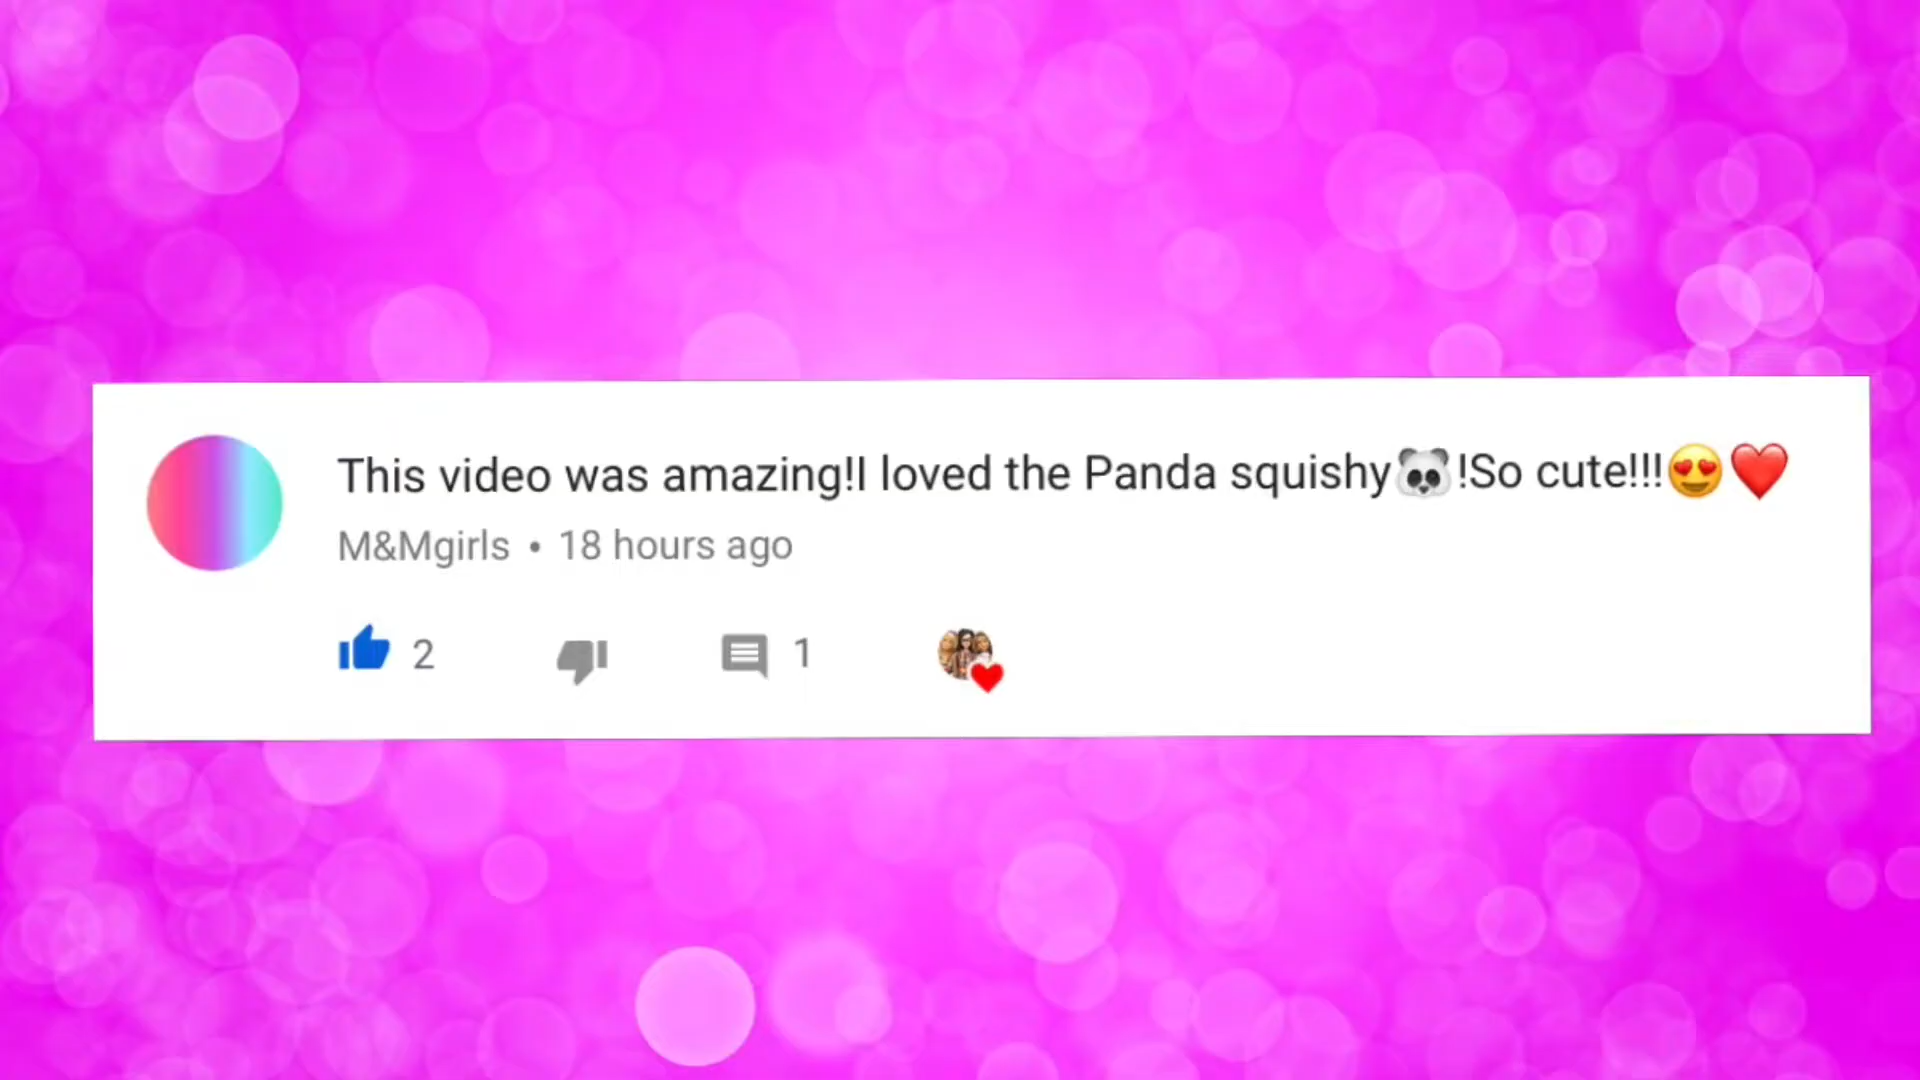 This video was amazing!I loved the Panda squishy🐼!So cute!!!😍❤️
M&Mgirls • 18 hours ago
2 1